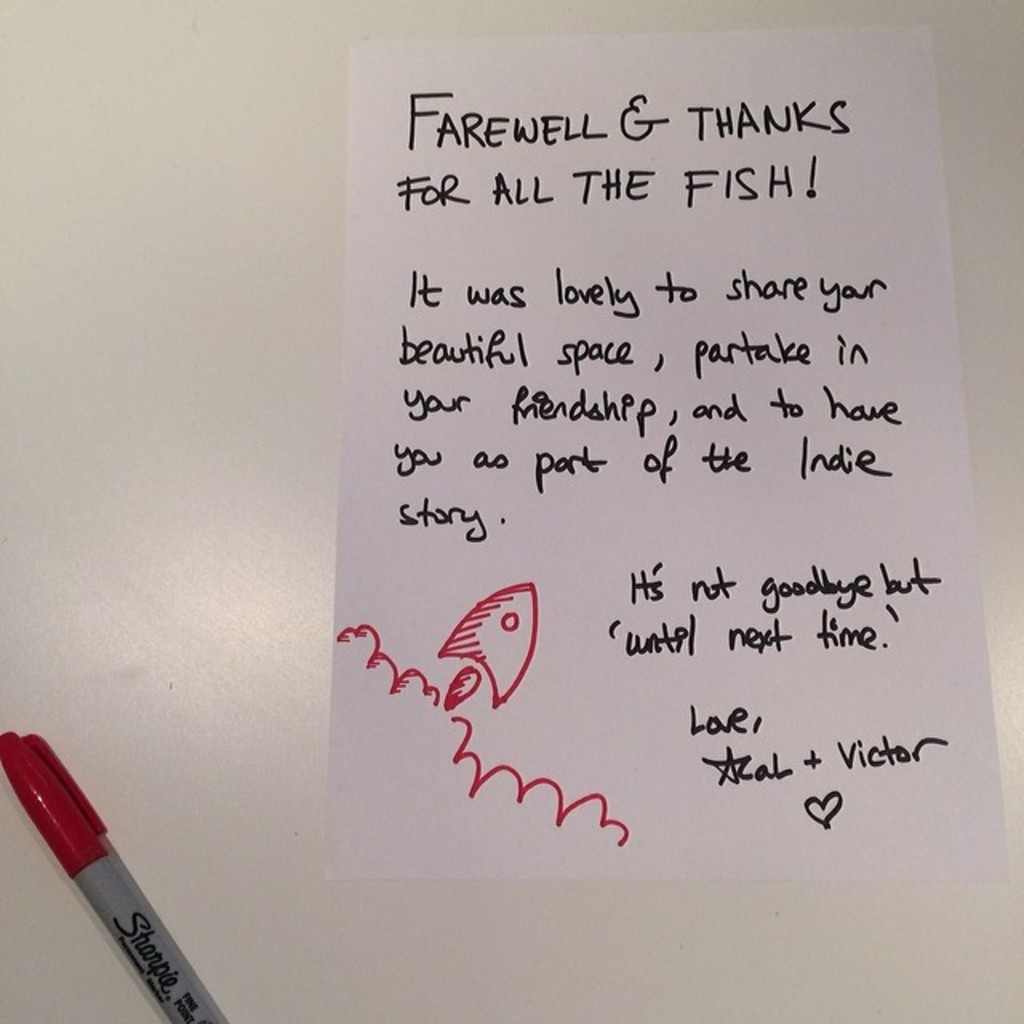 FAREWELL & THANKS
FOR ALL THE FISH!
It was lovely to share your
beautiful space, partake in
your friendship, and to have
you as part of the Indie
story.
It's not goodbye but
'until next time.'
Love,
+ Victor
Sharpie
FINE
POINT